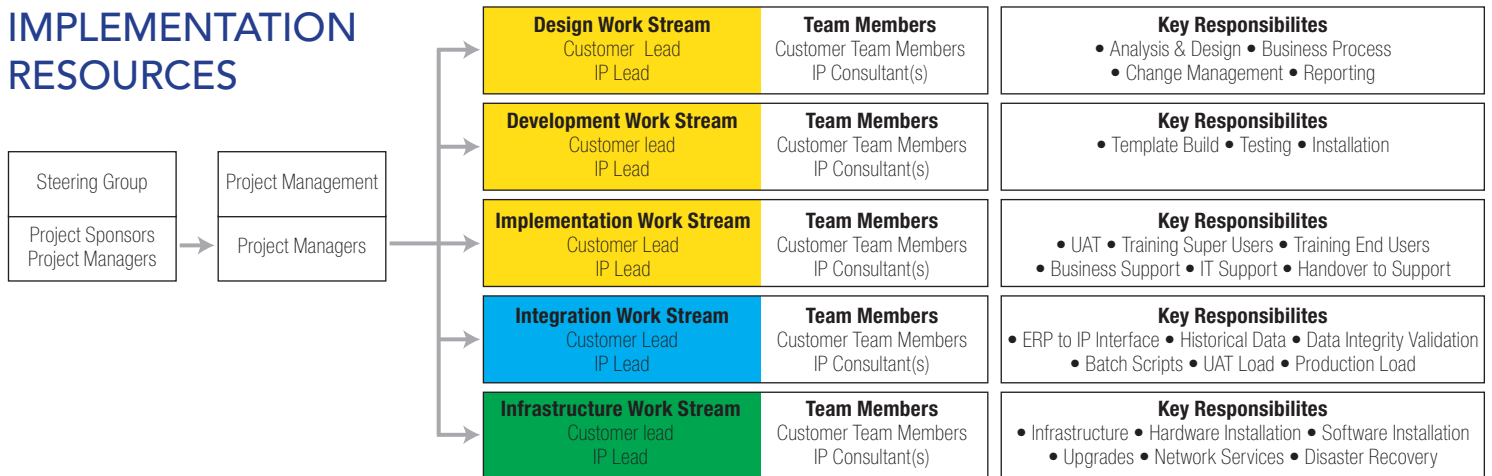 IMPLEMENTATION
RESOURCES
Steering Group
Project Sponsors
Project Managers
Project Management
Project Managers
Design Work Stream
Customer Lead
IP Lead
Team Members
Customer Team Members
IP Consultant(s)
Key Responsibilites
• Analysis & Design • Business Process
• Change Management • Reporting
Development Work Stream
Customer lead
IP Lead
Team Members
Customer Team Members
IP Consultant(s)
Key Responsibilites
• Template Build • Testing • Installation
Implementation Work Stream
Customer Lead
IP Lead
Team Members
Customer Team Members
IP Consultant(s)
Key Responsibilites
• UAT • Training Super Users • Training End Users
• Business Support • IT Support • Handover to Support
Integration Work Stream
Customer Lead
IP Lead
Team Members
Customer Team Members
IP Consultant(s)
Key Responsibilites
• ERP to IP Interface • Historical Data • Data Integrity Validation
• Batch Scripts • UAT Load • Production Load
Infrastructure Work Stream
Customer lead
IP Lead
Team Members
Customer Team Members
IP Consultant(s)
Key Responsibilites
• Infrastructure • Hardware Installation • Software Installation
• Upgrades • Network Services • Disaster Recovery